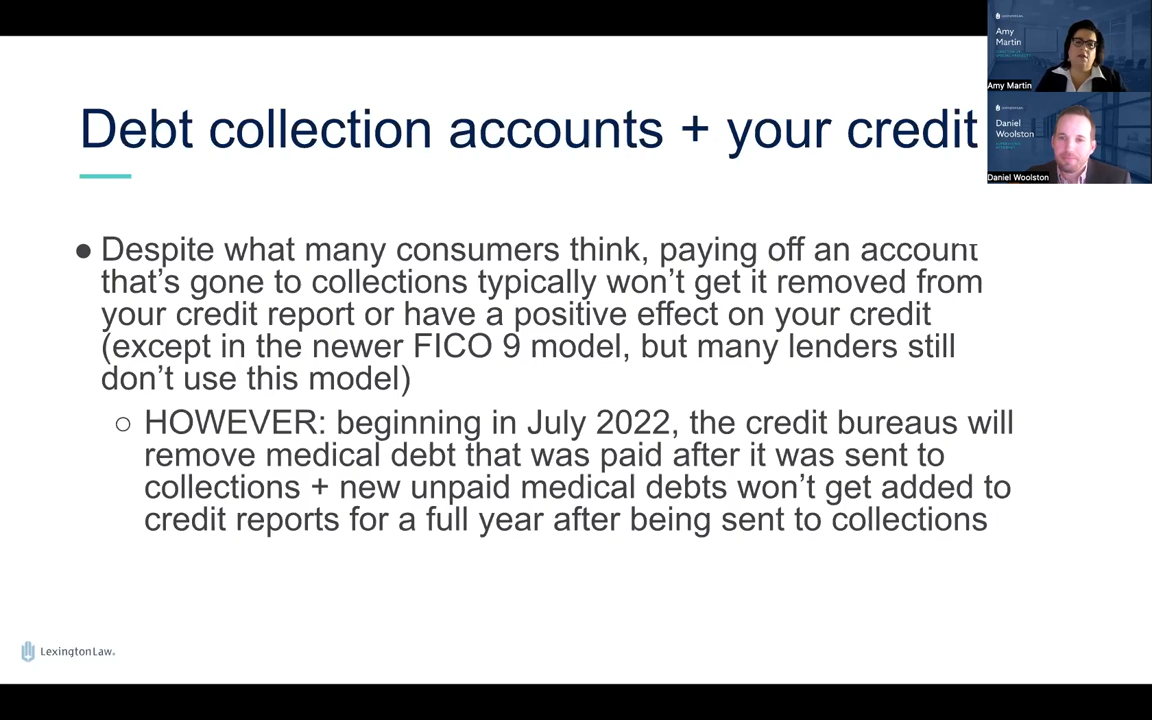 Debt collection accounts + your credit
● Despite what many consumers think, paying off an account
that's gone to collections typically won't get it removed from
your credit report or have a positive effect on your credit
(except in the newer FICO 9 model, but many lenders still
don't use this model)
○ HOWEVER: beginning in July 2022, the credit bureaus will
remove medical debt that was paid after it was sent to
collections + new unpaid medical debts won't get added to
credit reports for a full year after being sent to collections
LexingtonLaw.
Amy
Martin
Amy Martin
Daniel
Woolston
Daniel Woolston